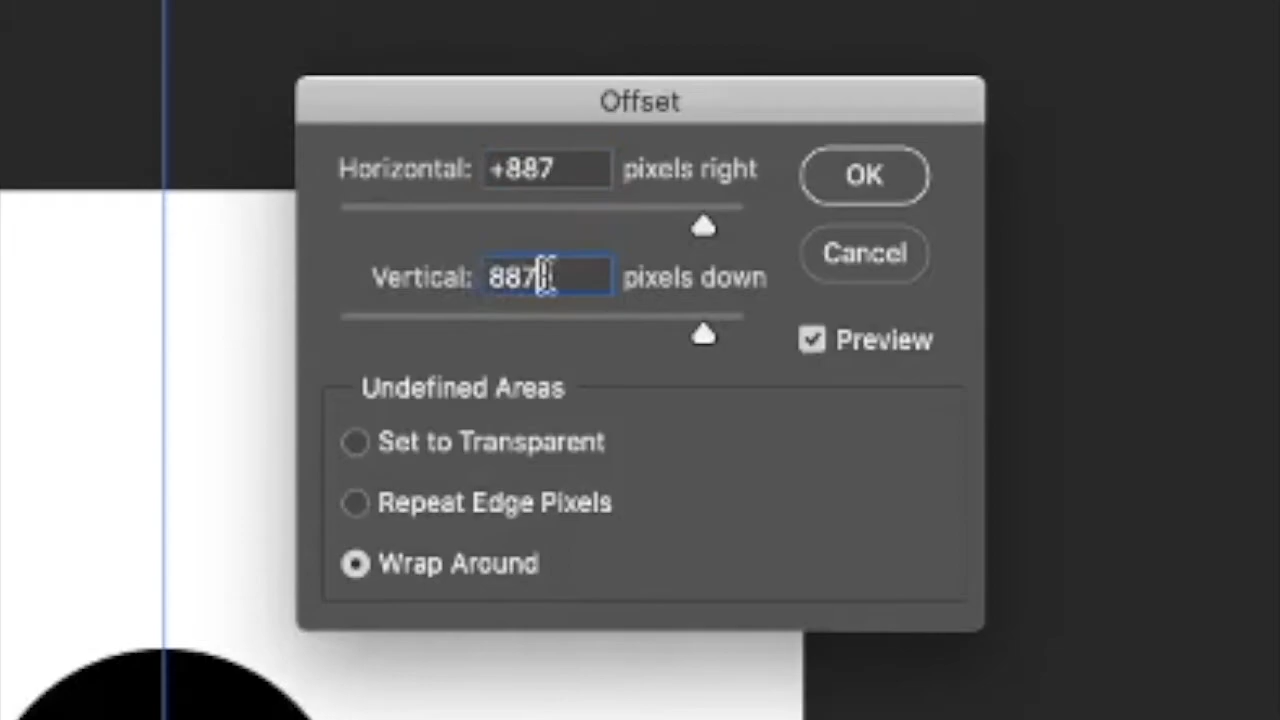 Offset
Horizontal: +887 pixels right
OK
Vertical: 887 pixels down
Cancel
Preview
Undefined Areas
Set to Transparent
Repeat Edge Pixels
Wrap Around